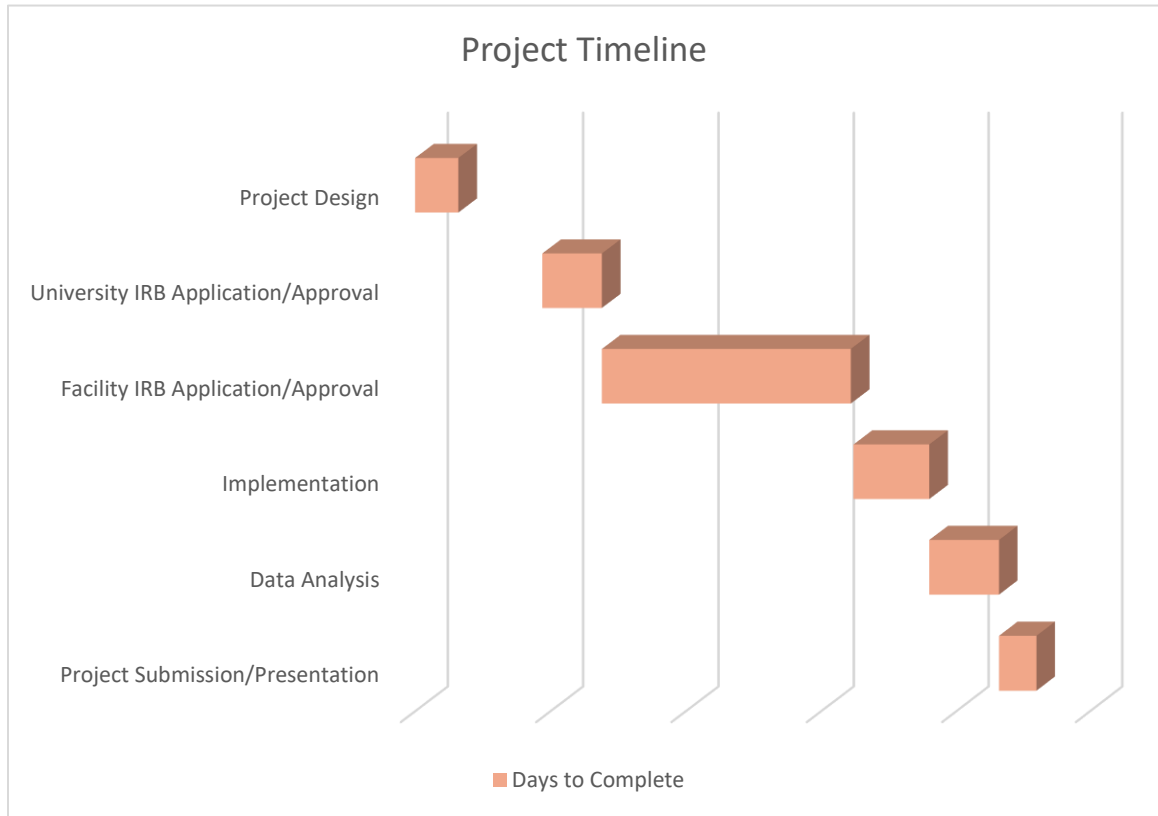 Project Timeline
Project Design
University IRB Application/Approval
Facility IRB Application/Approval
Implementation
Data Analysis
Project Submission/Presentation
Days to Complete